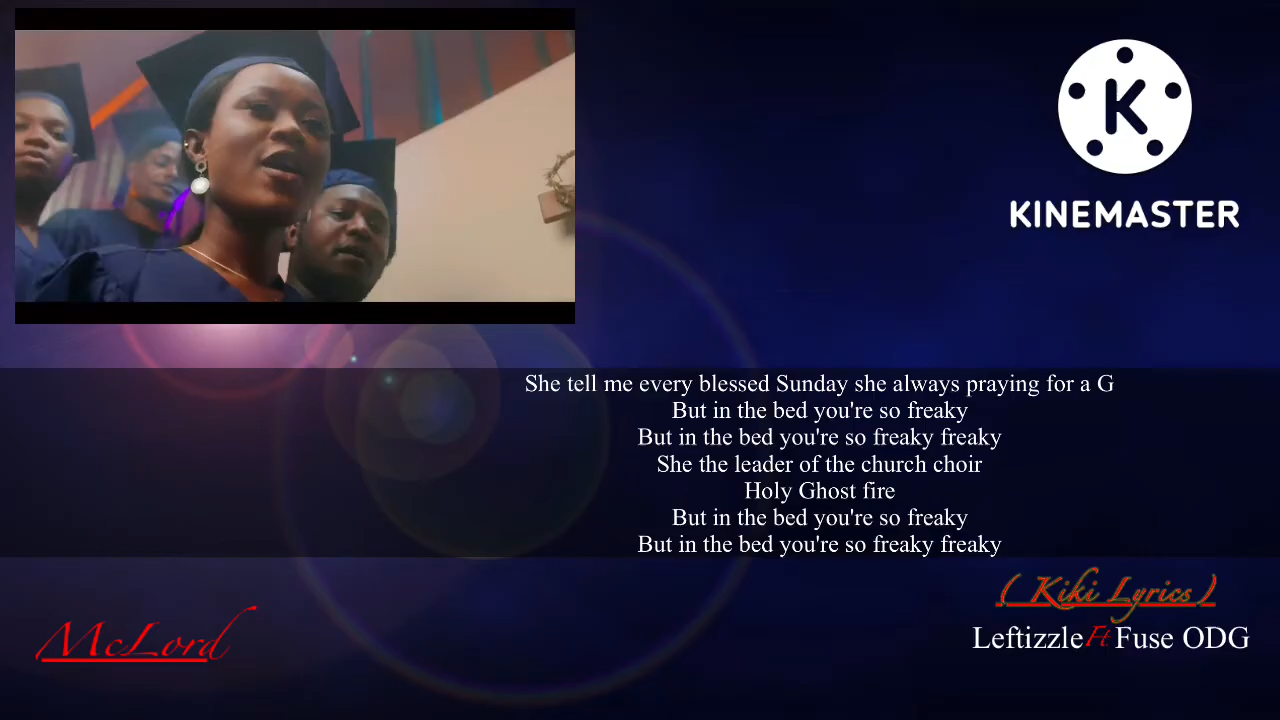 K
KINEMASTER
She tell me every blessed Sunday she always praying for a G
But in the bed you're so freaky
But in the bed you're so freaky freaky
She the leader of the church choir
Holy Ghost fire
But in the bed you're so freaky
But in the bed you're so freaky freaky
( Kiki Lyrics )
Leftizzle Ft Fuse ODG
McLord